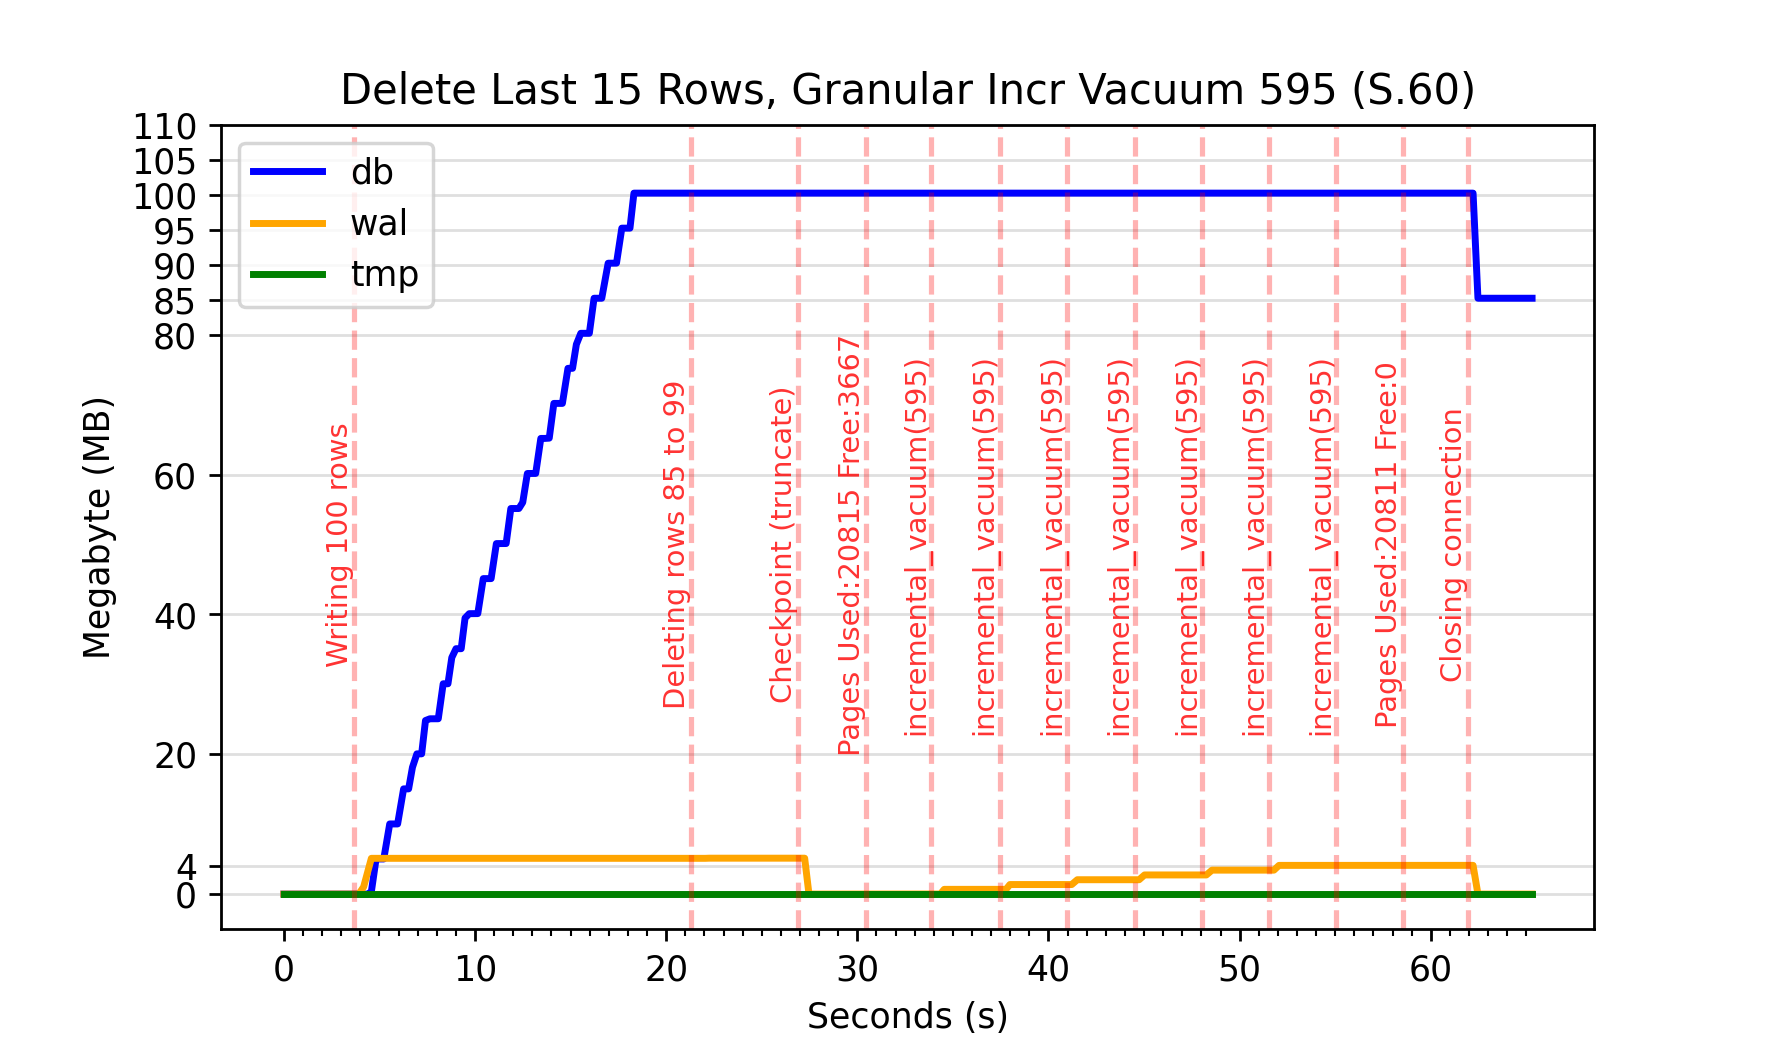 Delete Last 15 Rows, Granular Incr Vacuum 595 (S.60)
db
wal
tmp
Megabyte (MB)
110
105
100
95
90
85
80
60
40
20
4
0
Writing 100 rows
Deleting rows 85 to 99
Checkpoint (truncate)
Pages Used:20815 Free:3667
incremental_vacuum(595)
incremental_vacuum(595)
incremental_vacuum(595)
incremental_vacuum(595)
incremental_vacuum(595)
incremental_vacuum(595)
incremental_vacuum(595)
Pages Used:20811 Free:0
Closing connection
0 10 20 30 40 50 60
Seconds (s)